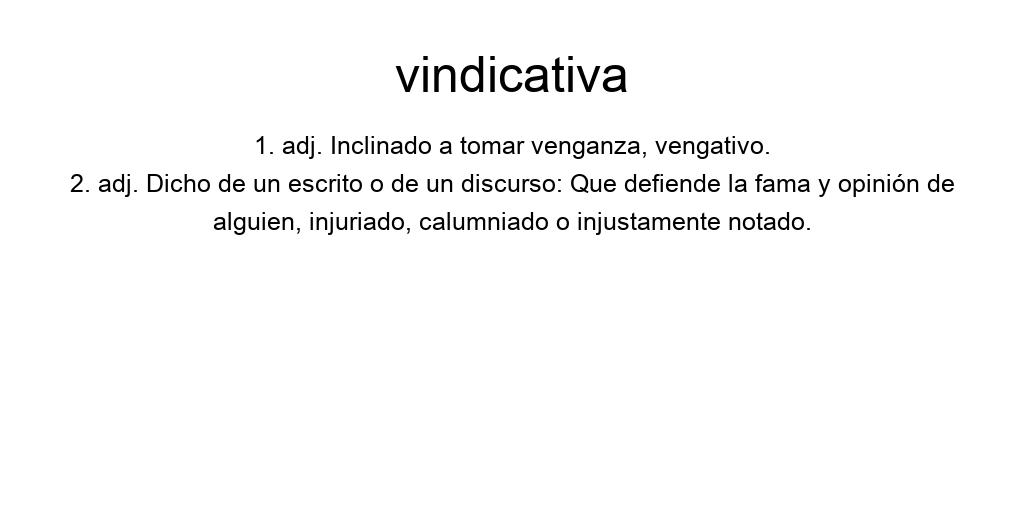 vindicativa
1. adj. Inclinado a tomar venganza, vengativo.
2. adj. Dicho de un escrito o de un discurso: Que defiende la fama y opinión de
alguien, injuriado, calumniado o injustamente notado.